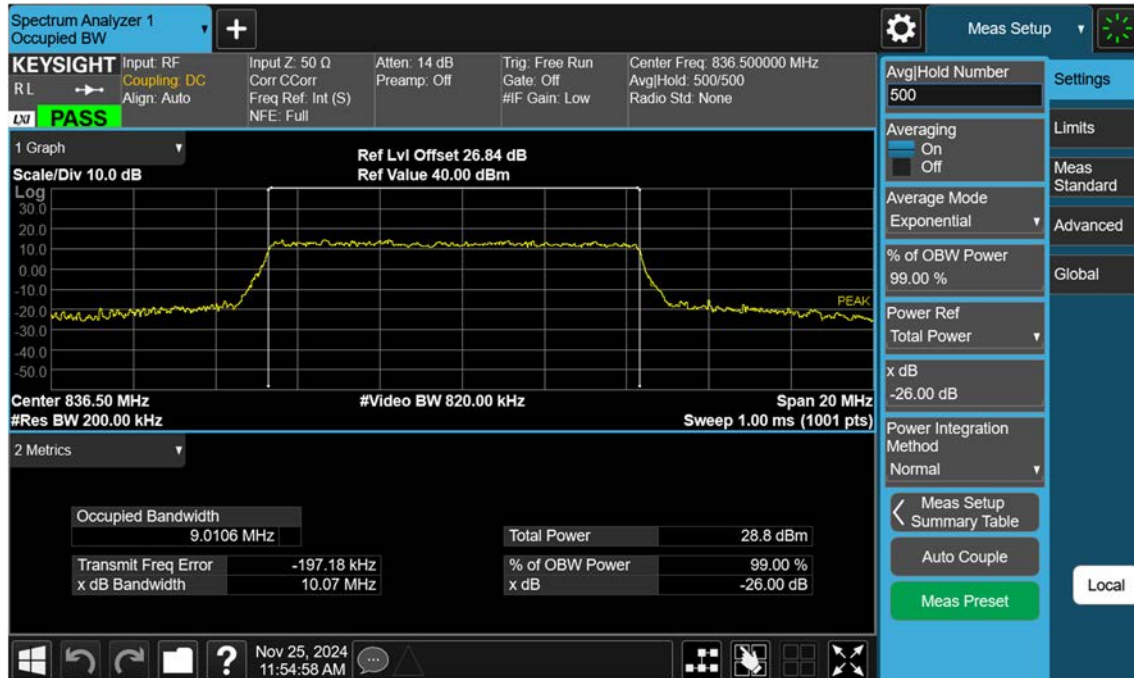 Spectrum Analyzer 1
Occupied BW
Meas Setup
KEYSIGHT
R L
LXI
PASS
Input: RF
Coupling: DC
Align: Auto
Input Z: 50 Ω
Corr CCorr
Freq Ref: Int (S)
NFE: Full
Atten: 14 dB
Preamp: Off
Trig: Free Run
Gate: Off
#IF Gain: Low
Center Freq: 836.500000 MHz
Avg|Hold: 500/500
Radio Std: None
1 Graph
Scale/Div 10.0 dB
Ref Lvl Offset 26.84 dB
Ref Value 40.00 dBm
Log
30.0
20.0
10.0
0.00
-10.0
-20.0
-30.0
-40.0
-50.0
PEAK
Center 836.50 MHz
#Video BW 820.00 kHz
Span 20 MHz
#Res BW 200.00 kHz
Sweep 1.00 ms (1001 pts)
2 Metrics
Occupied Bandwidth
9.0106 MHz
Total Power 28.8 dBm
Transmit Freq Error -197.18 kHz
% of OBW Power 99.00 %
x dB Bandwidth 10.07 MHz
x dB -26.00 dB
Avg|Hold Number
500
Averaging
On
Off
Average Mode
Exponential
% of OBW Power
99.00 %
Power Ref
Total Power
x dB
-26.00 dB
Power Integration
Method
Normal
Meas Setup
Summary Table
Auto Couple
Meas Preset
Settings
Limits
Meas
Standard
Advanced
Global
Local
?
Nov 25, 2024
11:54:58 AM